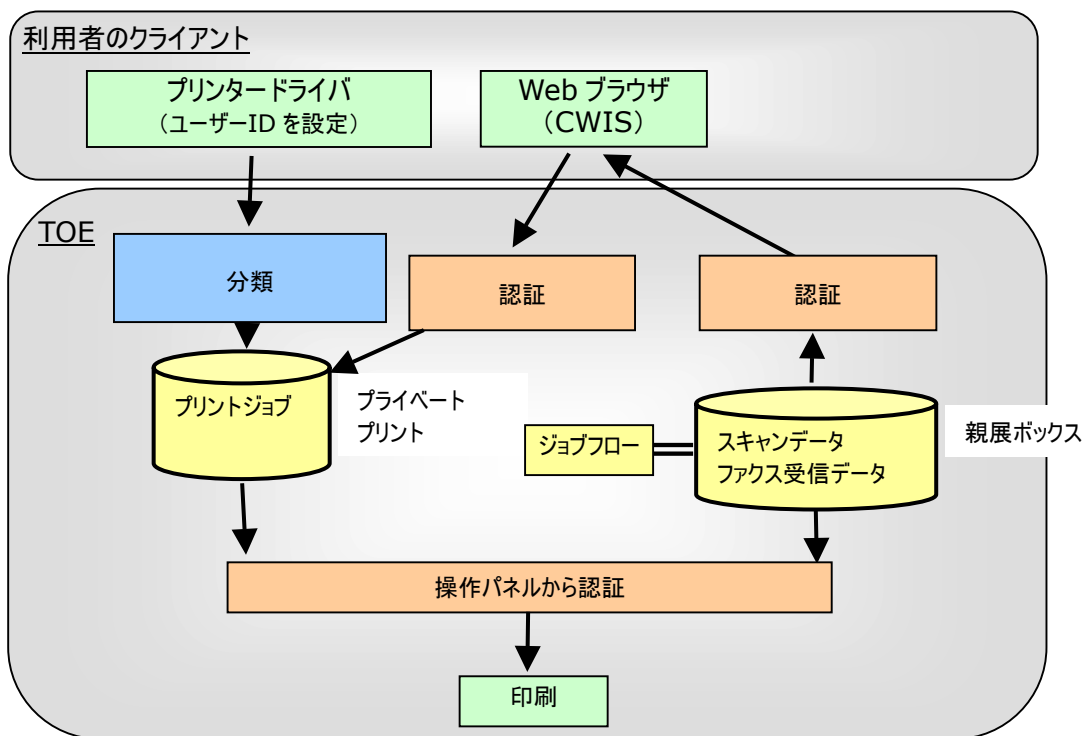 利用者のクライアント
プリンタードライバ
（ユーザーID を設定）
Web ブラウザ
（CWIS）
TOE
分類
認証
認証
プリントジョブ
プライベート
プリント
ジョブフロー
スキャンデータ
ファクス受信データ
親展ボックス
操作パネルから認証
印刷